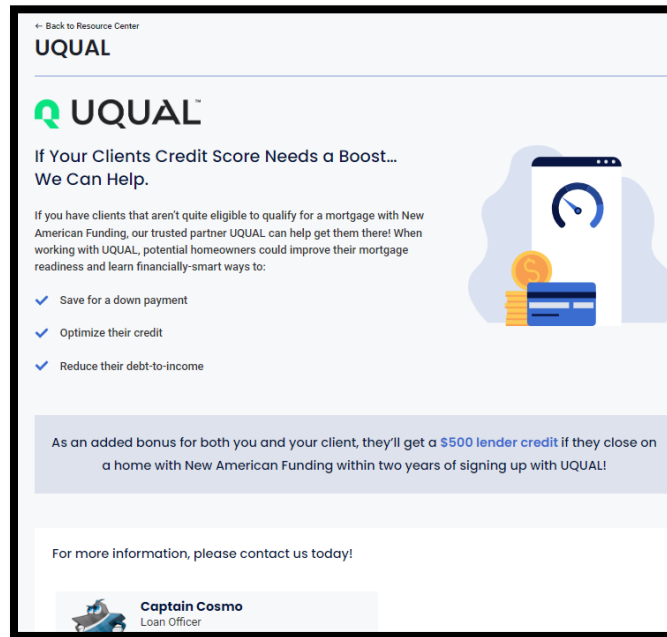 ← Back to Resource Center
UQUAL
UQUAL™
If Your Clients Credit Score Needs a Boost...
We Can Help.
If you have clients that aren't quite eligible to qualify for a mortgage with New
American Funding, our trusted partner UQUAL can help get them there! When
working with UQUAL, potential homeowners could improve their mortgage
readiness and learn financially-smart ways to:
Save for a down payment
Optimize their credit
Reduce their debt-to-income
As an added bonus for both you and your client, they'll get a $500 lender credit if they close on
a home with New American Funding within two years of signing up with UQUAL!
For more information, please contact us today!
Captain Cosmo
Loan Officer